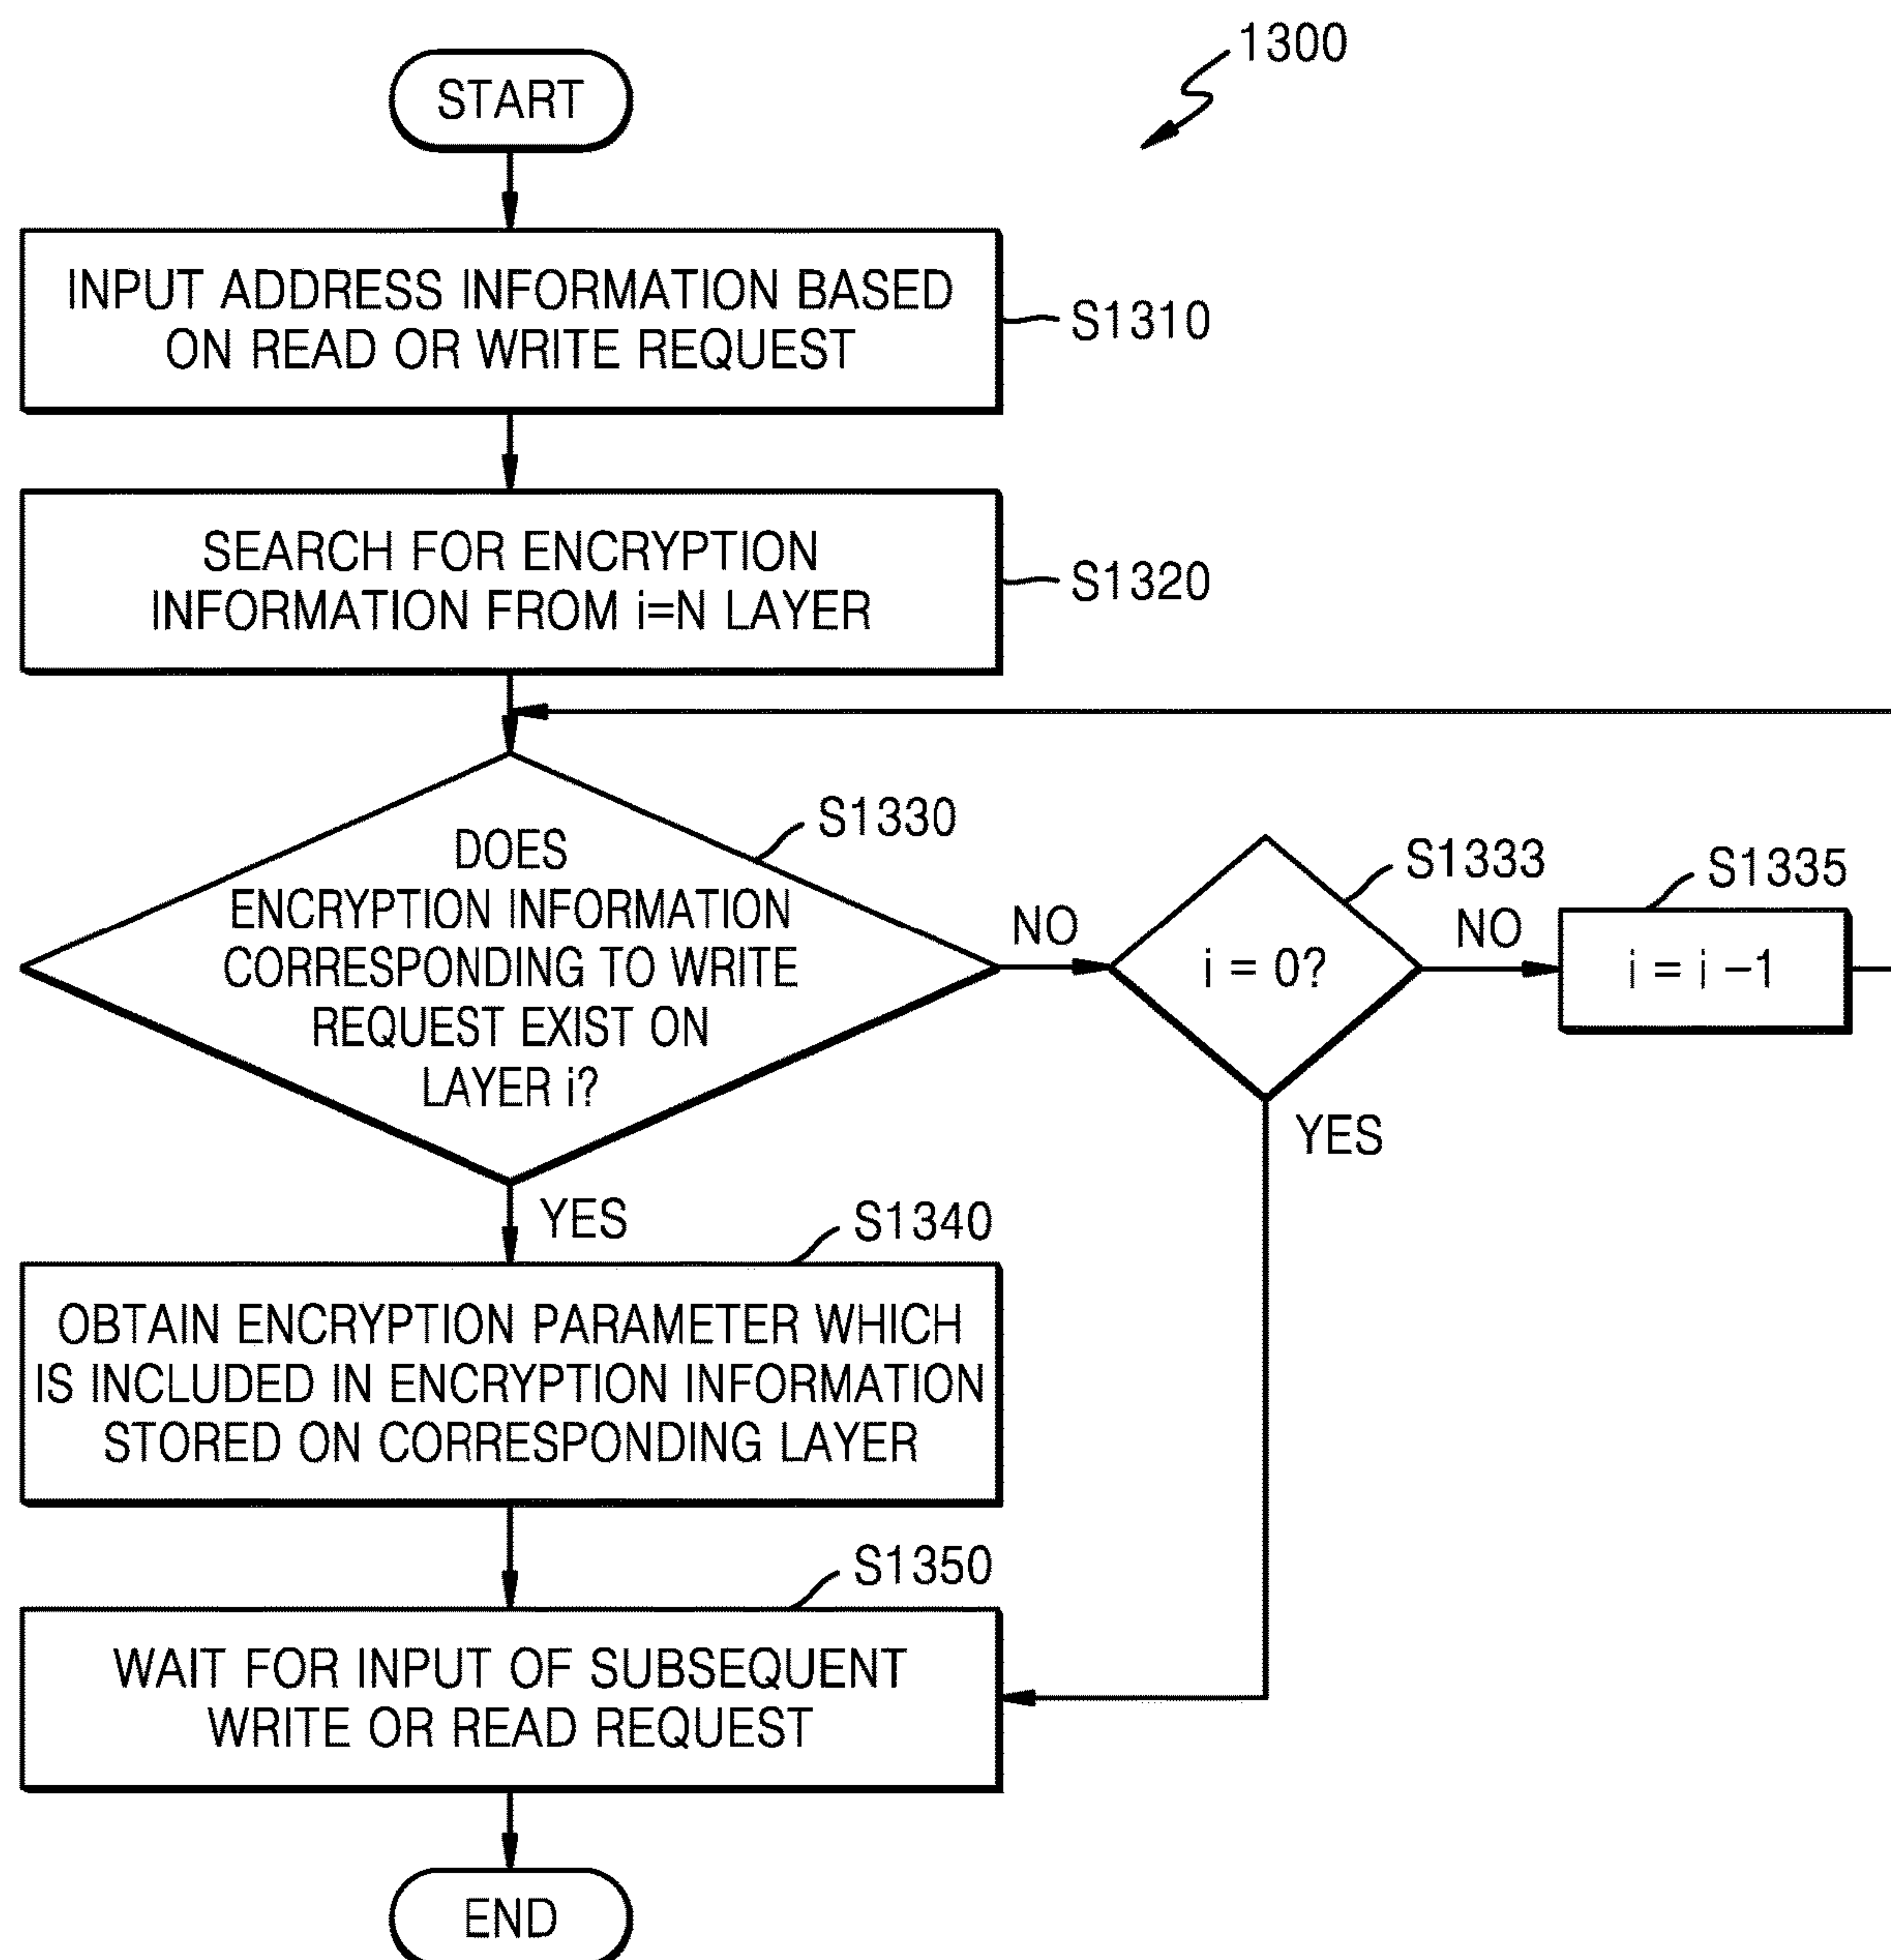 1300
START
INPUT ADDRESS INFORMATION BASED
ON READ OR WRITE REQUEST
S1310
SEARCH FOR ENCRYPTION
INFORMATION FROM i=N LAYER
S1320
DOES
ENCRYPTION INFORMATION
CORRESPONDING TO WRITE
REQUEST EXIST ON
LAYER i?
S1330
NO
i = 0?
S1333
NO
i = i –1
S1335
YES
YES
OBTAIN ENCRYPTION PARAMETER WHICH
IS INCLUDED IN ENCRYPTION INFORMATION
STORED ON CORRESPONDING LAYER
S1340
WAIT FOR INPUT OF SUBSEQUENT
WRITE OR READ REQUEST
S1350
END